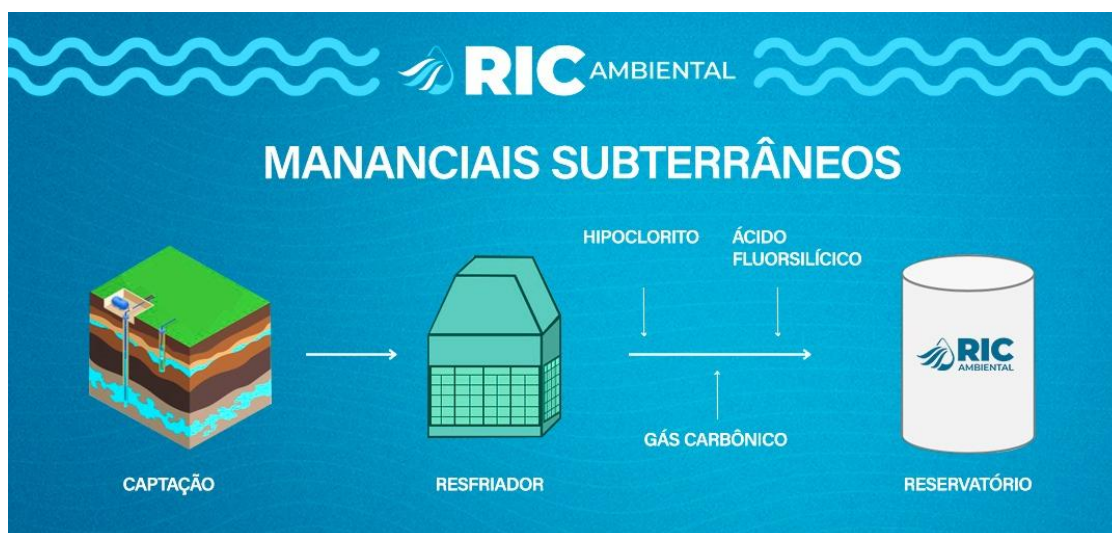 RIC AMBIENTAL
MANANCIAIS SUBTERRÂNEOS
HIPOCLORITO
ÁCIDO
FLUORSILÍCICO
GÁS CARBÔNICO
RIC
AMBIENTAL
CAPTAÇÃO
RESFRIADOR
RESERVATÓRIO